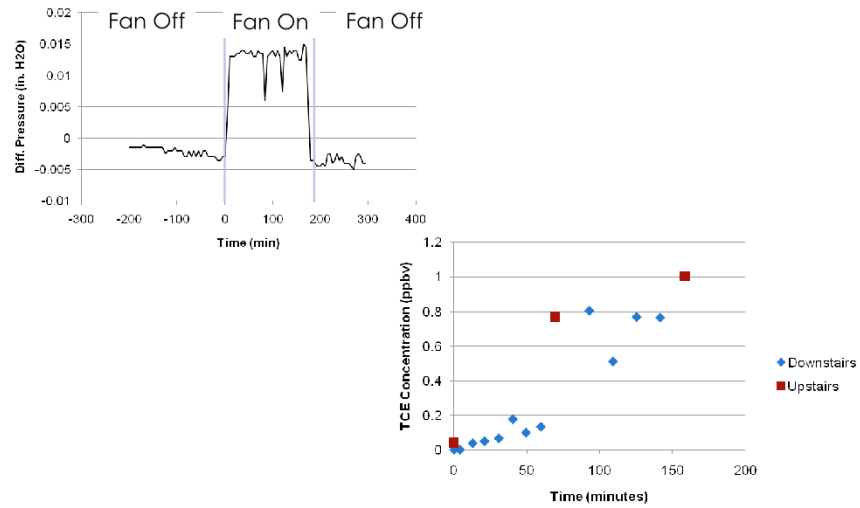 Fan Off Fan On Fan Off
0.02
0.015
0.01
0.005
0
-0.005
-0.01
Diff. Pressure (in. H2O)
-300 -200 -100 0 100 200 300 400
Time (min)
1.2
1
0.8
0.6
0.4
0.2
0
TCE Concentration (ppbv)
0 50 100 150 200
Time (minutes)
Downstairs
Upstairs